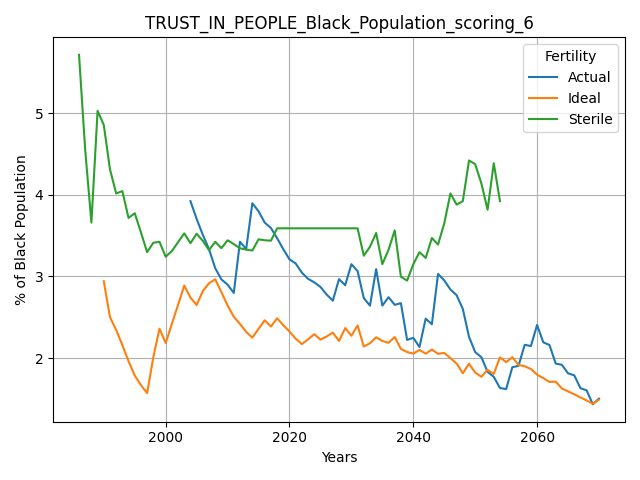 TRUST_IN_PEOPLE_Black_Population_scoring_6
Fertility
Actual
Ideal
Sterile
% of Black Population
5
4
3
2
2000
2020
2040
2060
Years